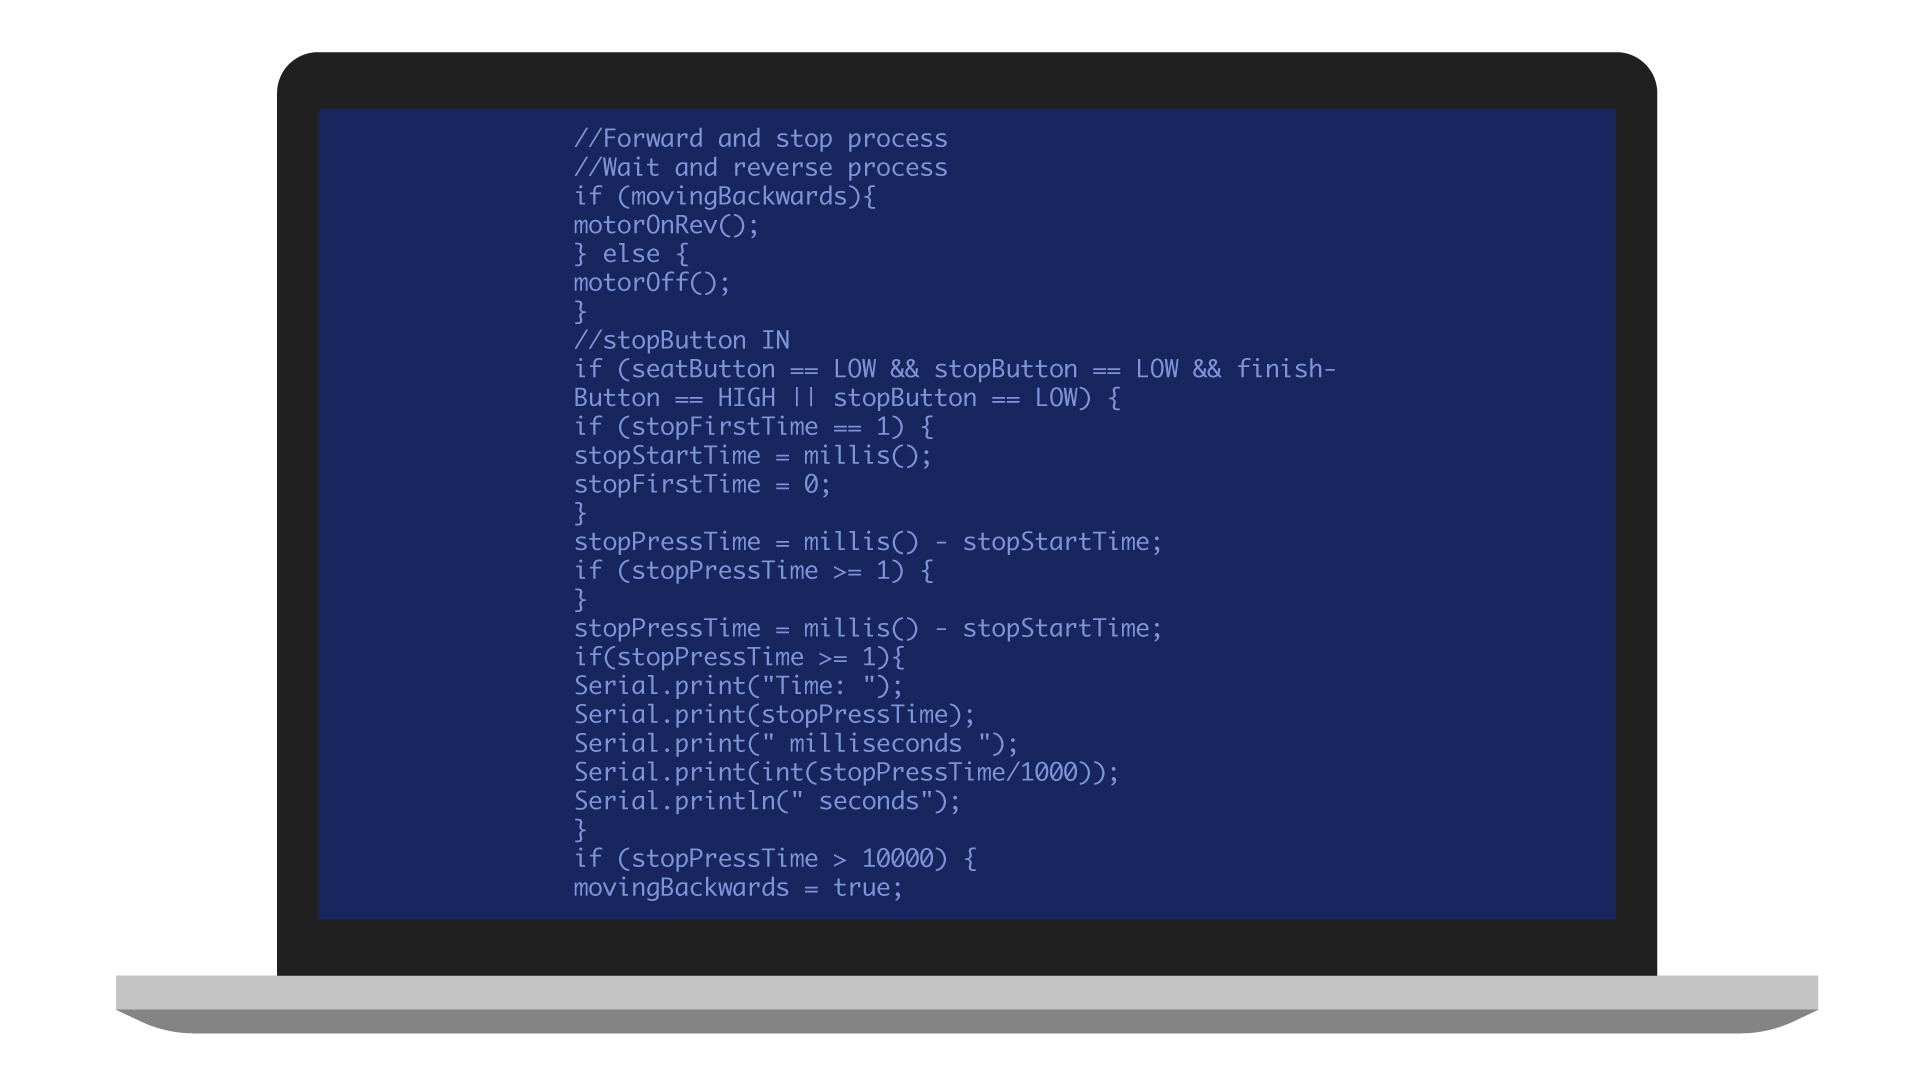 //Forward and stop process
//Wait and reverse process
if (movingBackwards){
motorOnRev();
} else {
motorOff();
}
//stopButton IN
if (seatButton == LOW && stopButton == LOW && finish-
Button == HIGH || stopButton == LOW) {
if (stopFirstTime == 1) {
stopStartTime = millis();
stopFirstTime = 0;
}
stopPressTime = millis() - stopStartTime;
if (stopPressTime >= 1) {
}
stopPressTime = millis() - stopStartTime;
if(stopPressTime >= 1){
Serial.print("Time: ");
Serial.print(stopPressTime);
Serial.print(" milliseconds ");
Serial.print(int(stopPressTime/1000));
Serial.println(" seconds");
}
if (stopPressTime > 10000) {
movingBackwards = true;